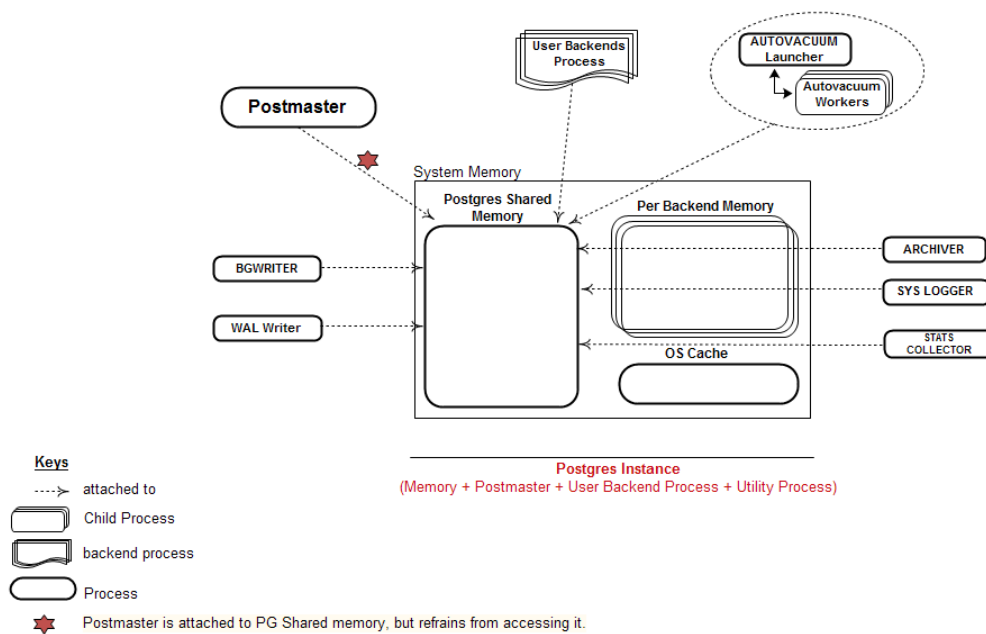 User Backends
Process
AUTOVACUUM
Launcher
Autovacuum
Workers
Postmaster
System Memory
Postgres Shared
Memory
Per Backend Memory
BGWRITER
WAL Writer
ARCHIVER
SYS LOGGER
STATS
COLLECTOR
OS Cache
Postgres Instance
(Memory + Postmaster + User Backend Process + Utility Process)
Keys
attached to
Child Process
backend process
Process
Postmaster is attached to PG Shared memory, but refrains from accessing it.